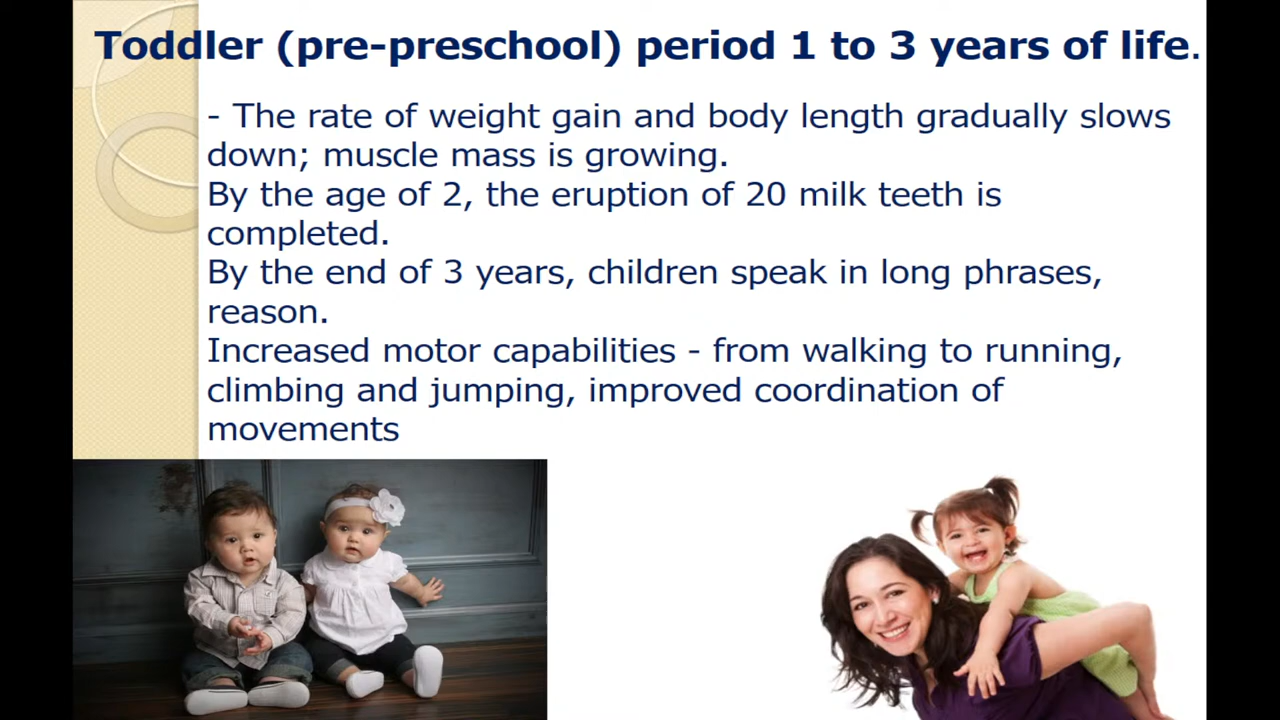 Toddler (pre-preschool) period 1 to 3 years of life.
- The rate of weight gain and body length gradually slows
down; muscle mass is growing.
By the age of 2, the eruption of 20 milk teeth is
completed.
By the end of 3 years, children speak in long phrases,
reason.
Increased motor capabilities - from walking to running,
climbing and jumping, improved coordination of
movements